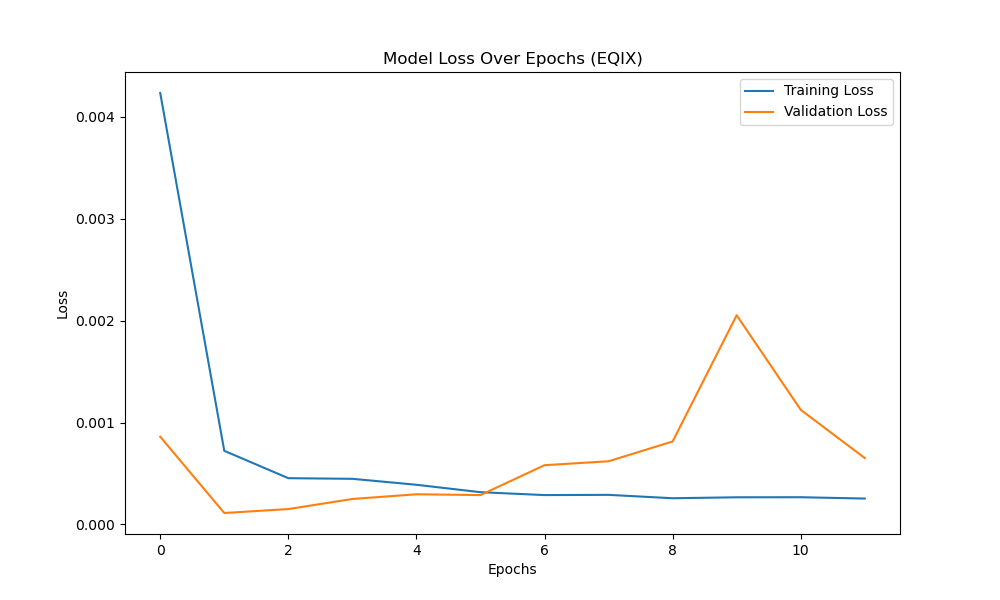 Model Loss Over Epochs (EQIX)
Training Loss
Validation Loss
0.004
0.003
0.002
0.001
0.000
Loss
0 2 4 6 8 10
Epochs